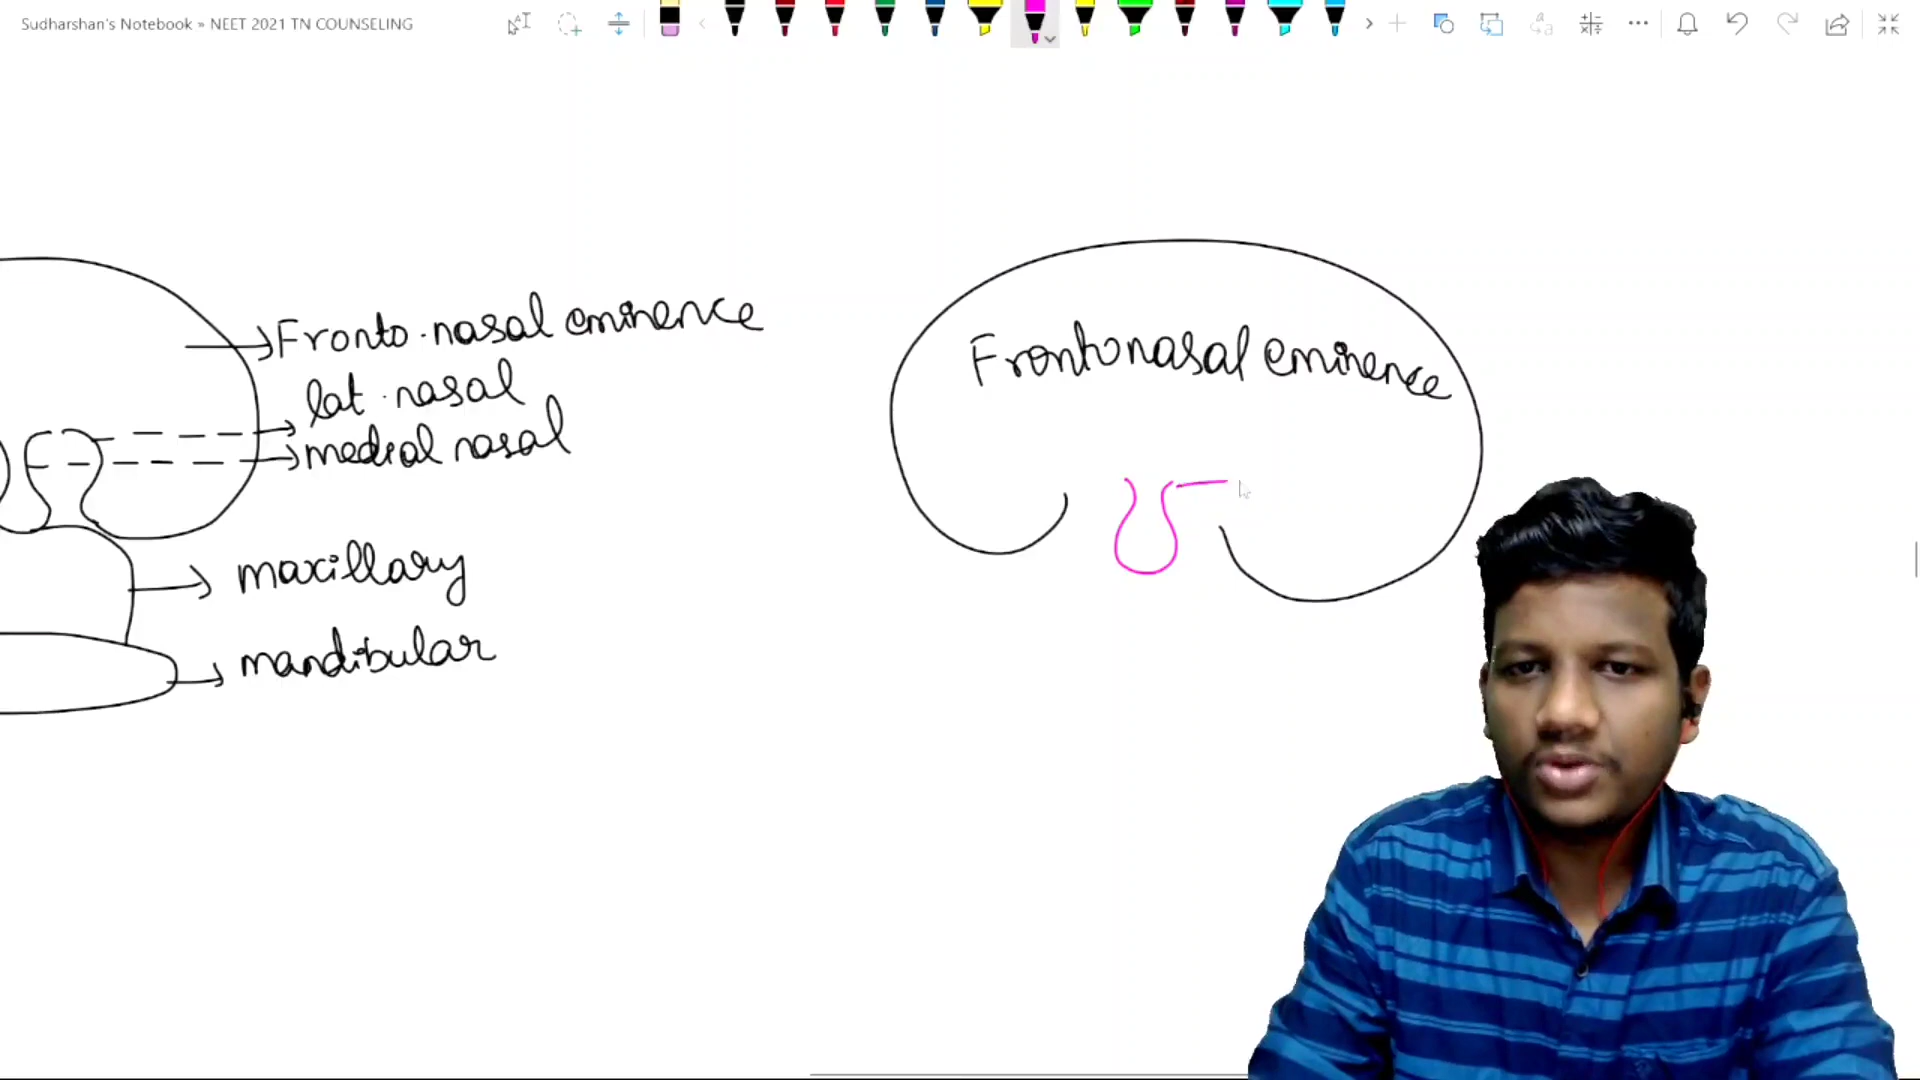 Sudharshan's Notebook » NEET 2021 TN COUNSELING
Fronto-nasal eminence
lat. nasal
medial nasal
maxillary
mandibular
Frontonasal eminence